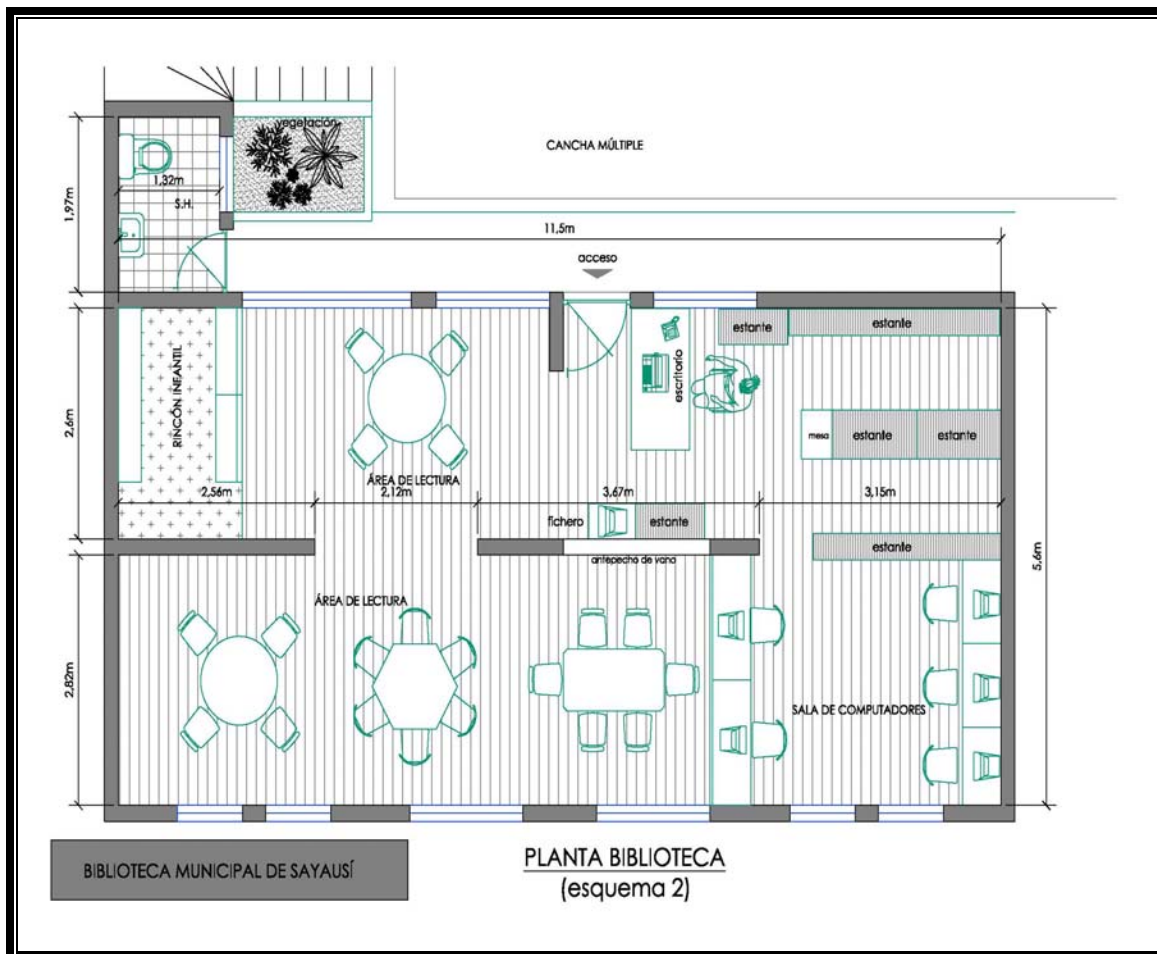 vegetación
CANCHA MÚLTIPLE
1,32m
1,97m
S.H.
11,5m
acceso
estante
estante
escritorio
RINCÓN INFANTIL
2,6m
mesa
estante
estante
ÁREA DE LECTURA
2,56m
2,12m
3,67m
3,15m
fichero
estante
estante
antepecho de vano
5,6m
ÁREA DE LECTURA
2,82m
SALA DE COMPUTADORES
BIBLIOTECA MUNICIPAL DE SAYAUSÍ
PLANTA BIBLIOTECA
(esquema 2)